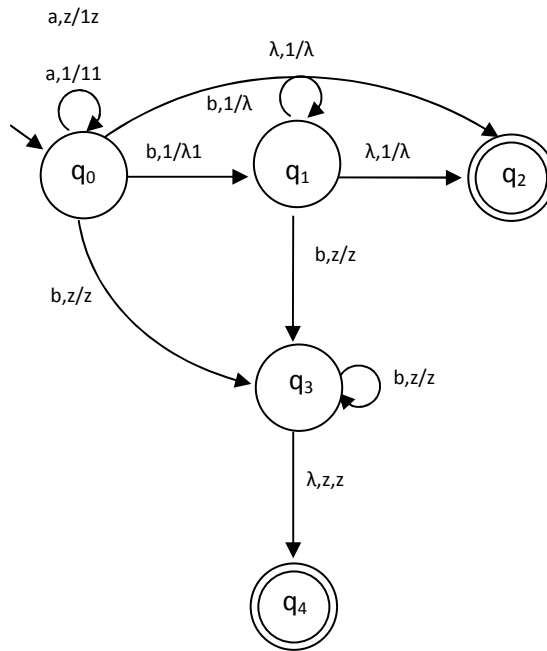 a,z/1z
a,1/11
λ,1/λ
b,1/λ
q0
b,1/λ1
q1
λ,1/λ
q2
b,z/z
b,z/z
q3
b,z/z
λ,z,z
q4